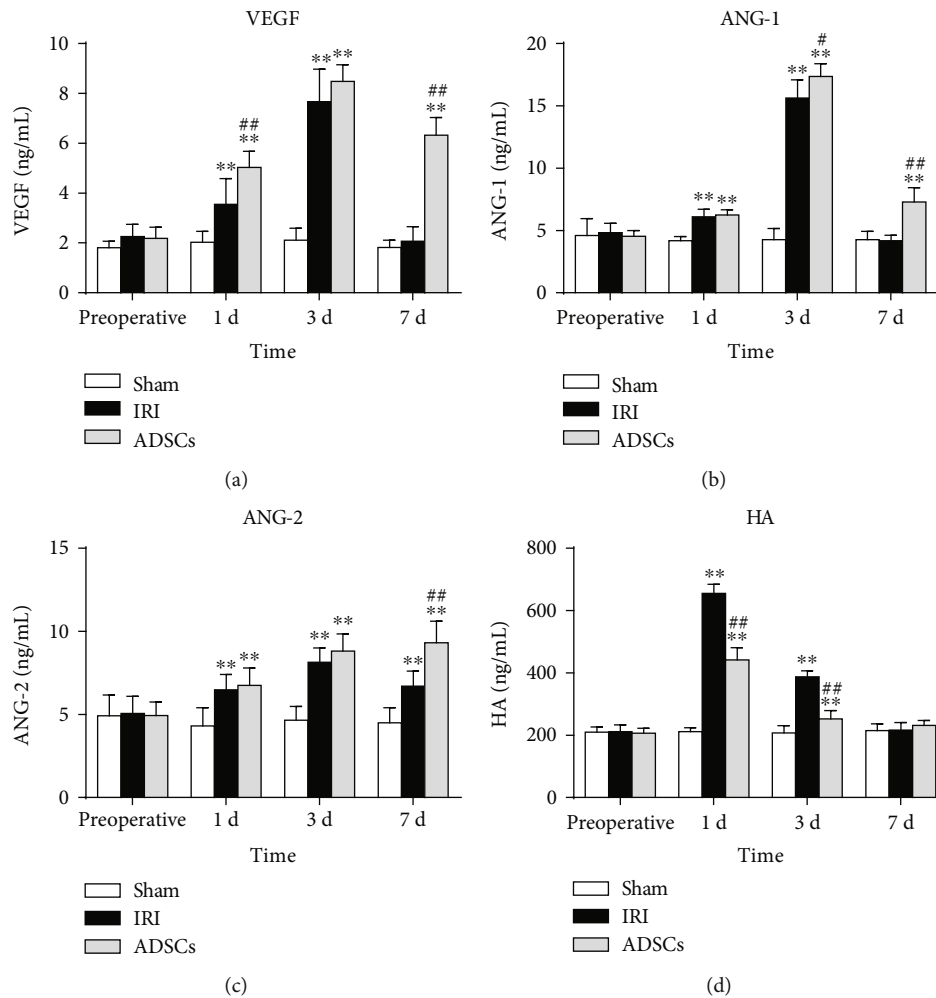 VEGF
VEGF (ng/mL)
10
8
6
4
2
0
** ## ** ** ** ## **
Preoperative 1 d 3 d 7 d
Time
Sham
IRI
ADSCs
(a)
ANG-1
ANG-1 (ng/mL)
20
15
10
5
0
** ** ** # ** ## **
Preoperative 1 d 3 d 7 d
Time
Sham
IRI
ADSCs
(b)
ANG-2
ANG-2 (ng/mL)
15
10
5
0
** ** ** ** ** ## **
Preoperative 1 d 3 d 7 d
Time
Sham
IRI
ADSCs
(c)
HA
HA (ng/mL)
800
600
400
200
0
** ## ** ** ## **
Preoperative 1 d 3 d 7 d
Time
Sham
IRI
ADSCs
(d)